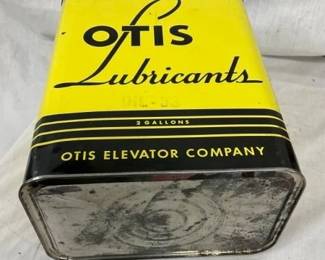 OTIS
Lubricants
2 GALLONS
OTIS ELEVATOR COMPANY